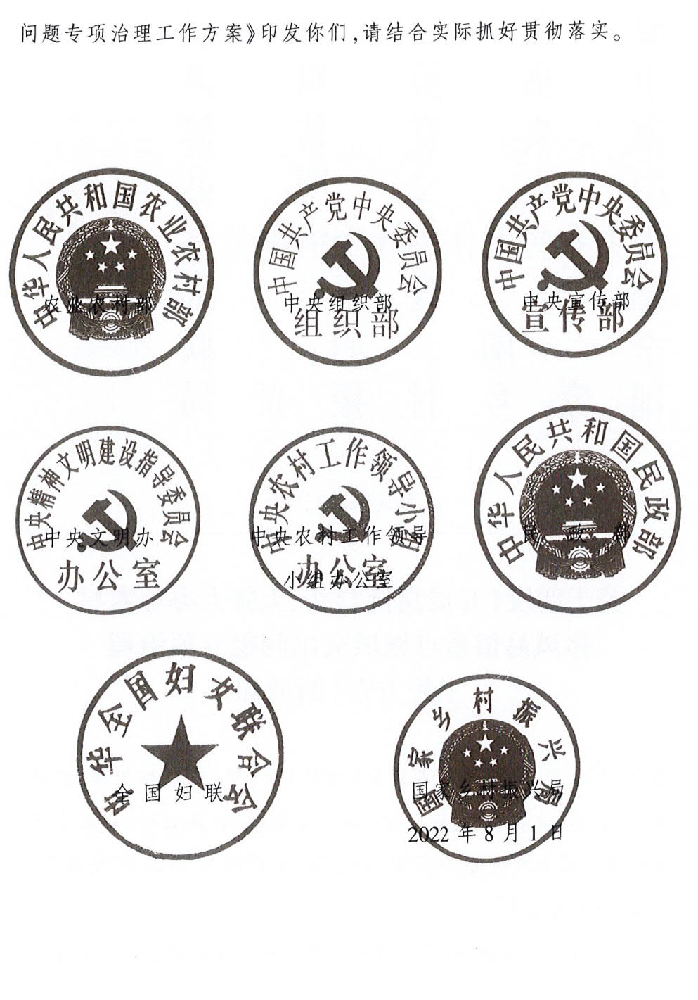 问题专项治理工作方案》印发你们,请结合实际抓好贯彻落实。
中华人民共和国农业农村部
农业农村部
中国共产党中央委员会
组织部
中央组织部
中国共产党中央委员会
宣传部
中央宣传部
中央精神文明建设指导委员会
办公室
中央文明办
中央农村工作领导小组
办公室
中央农村工作领导
小组办公室
中华人民共和国民政部
民政部
中华全国妇女联合会
全国妇联
国家乡村振兴局
国家乡村振兴局
2022 年 8 月 1 日